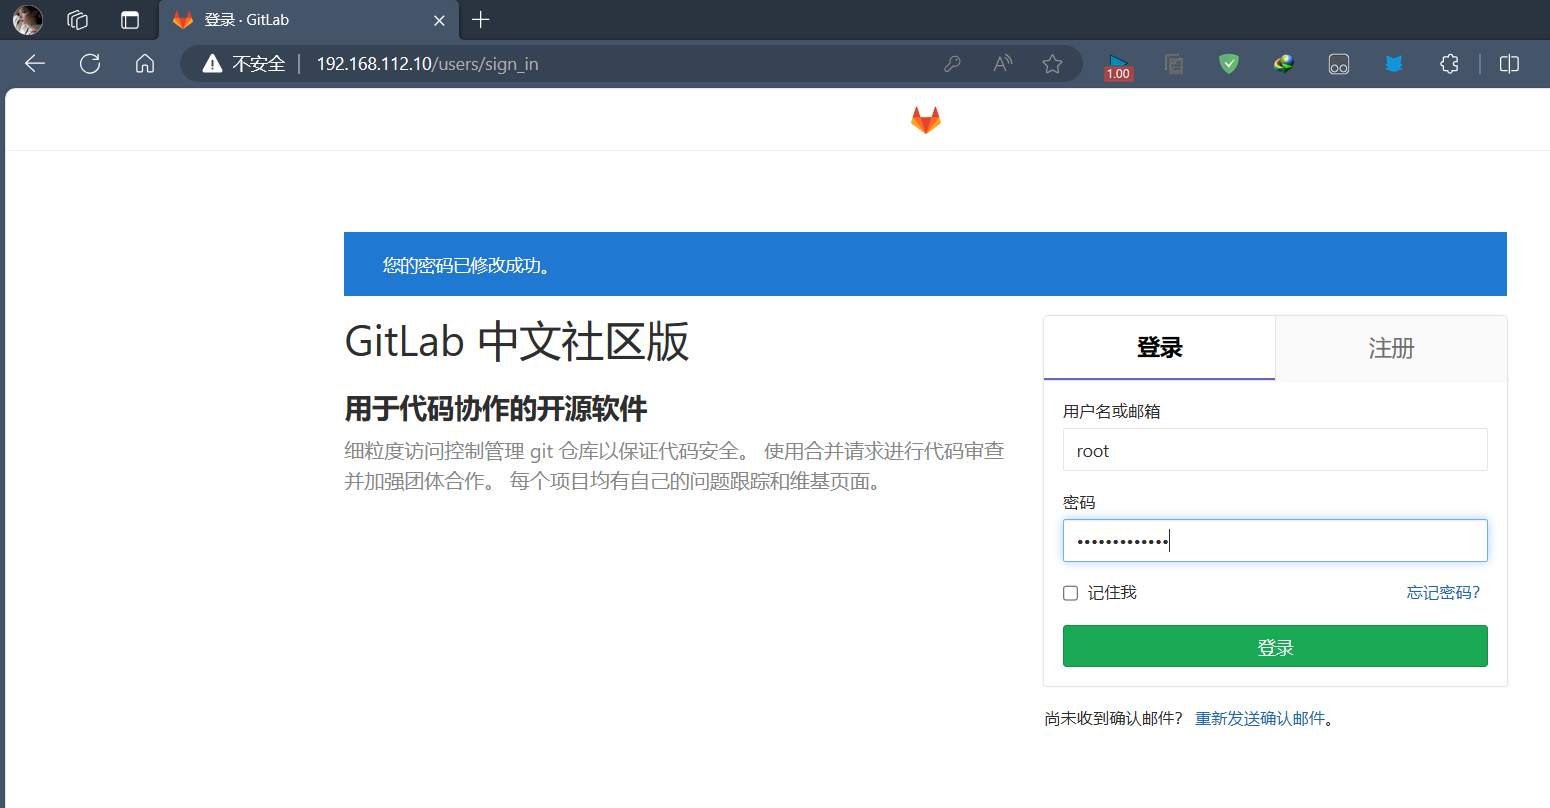 登录 · GitLab
不安全 192.168.112.10/users/sign_in
1.00
您的密码已修改成功。
GitLab 中文社区版
用于代码协作的开源软件
细粒度访问控制管理 git 仓库以保证代码安全。 使用合并请求进行代码审查
并加强团体合作。 每个项目均有自己的问题跟踪和维基页面。
登录
注册
用户名或邮箱
root
密码
•••••••••••••
记住我
忘记密码？
登录
尚未收到确认邮件？ 重新发送确认邮件。